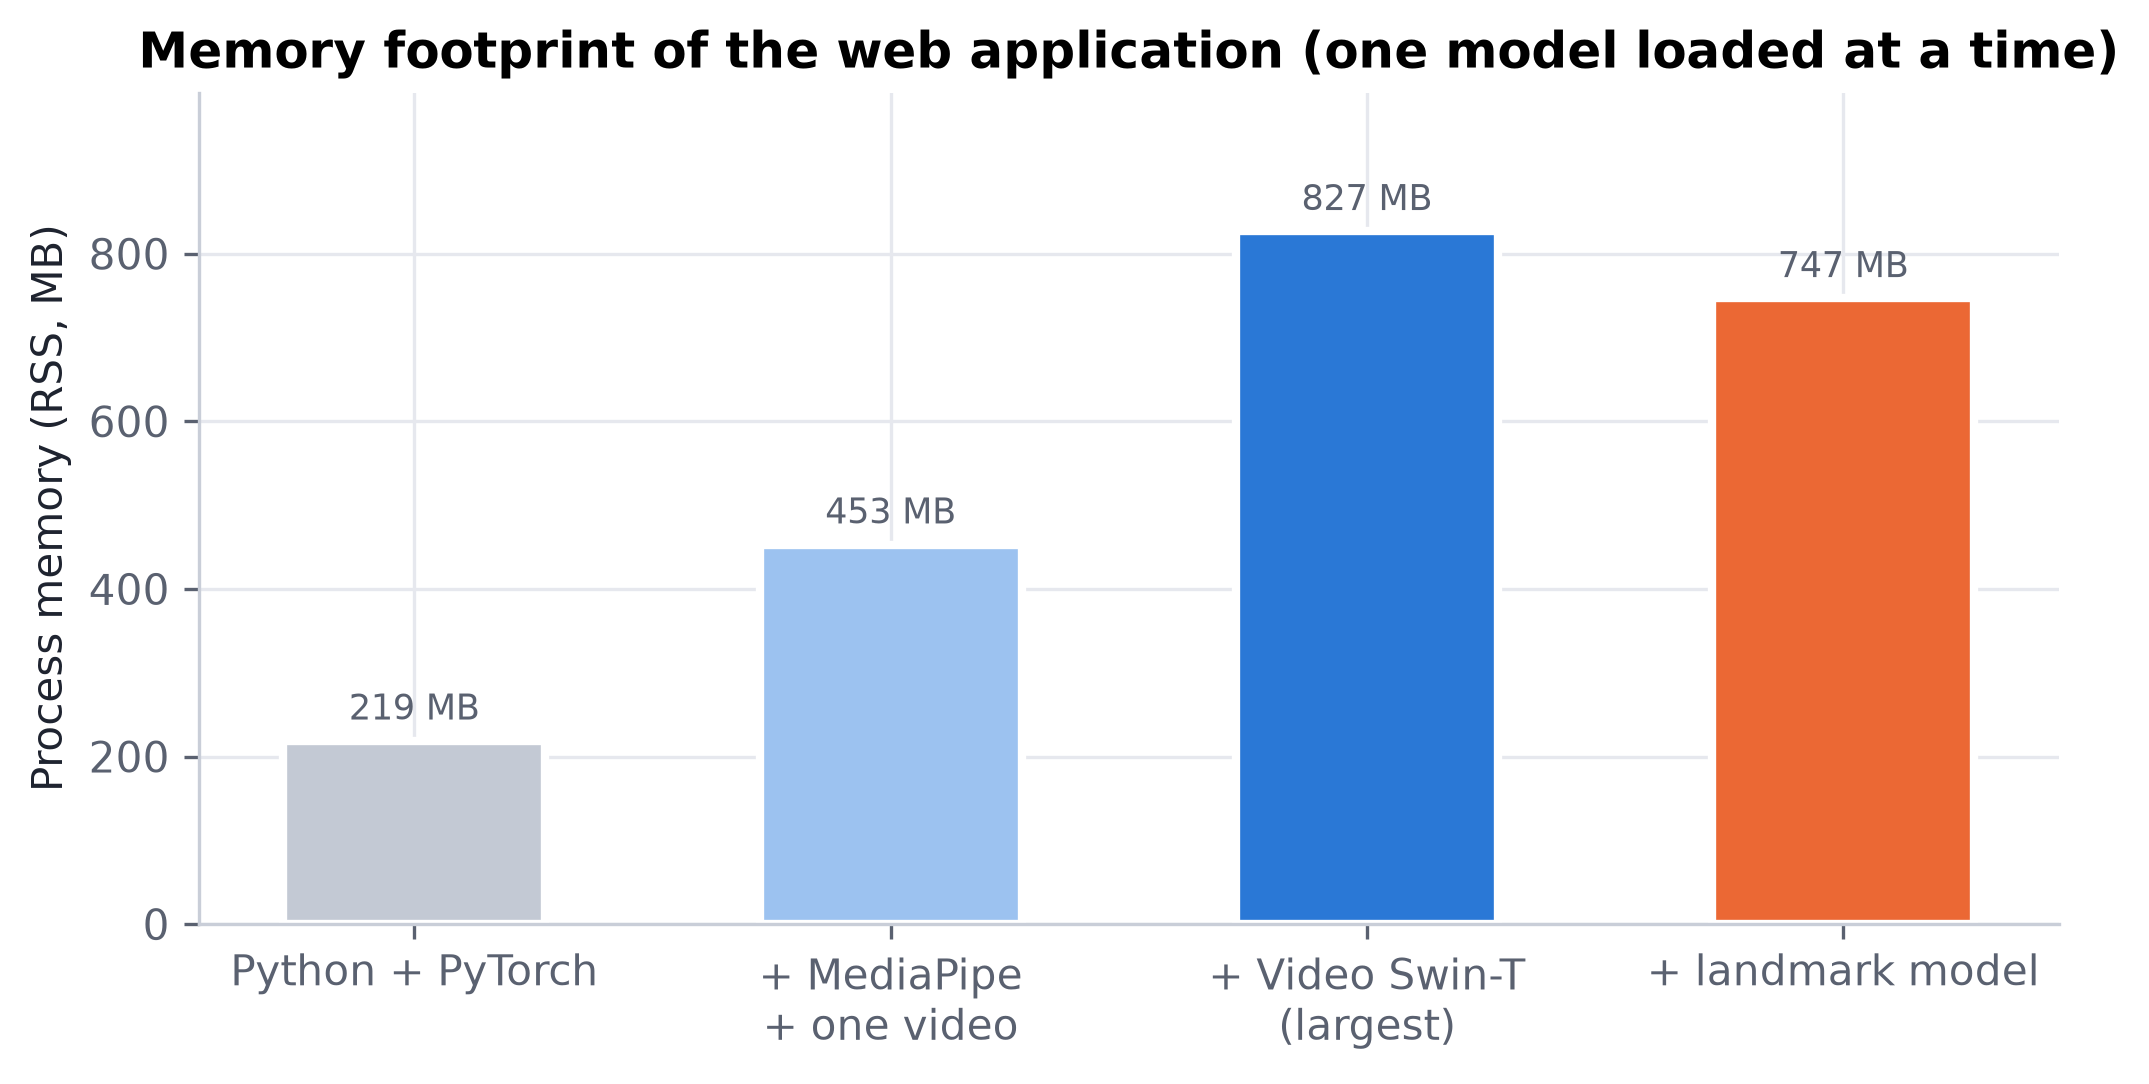 Memory footprint of the web application (one model loaded at a time)
Process memory (RSS, MB)
800
600
400
200
0
219 MB
453 MB
827 MB
747 MB
Python + PyTorch
+ MediaPipe
+ one video
+ Video Swin-T
(largest)
+ landmark model